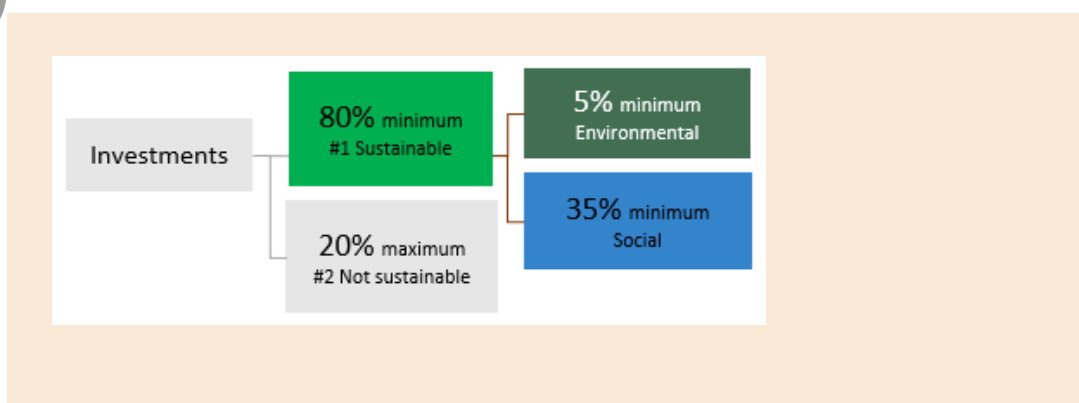 Investments
80% minimum
#1 Sustainable
20% maximum
#2 Not sustainable
5% minimum
Environmental
35% minimum
Social